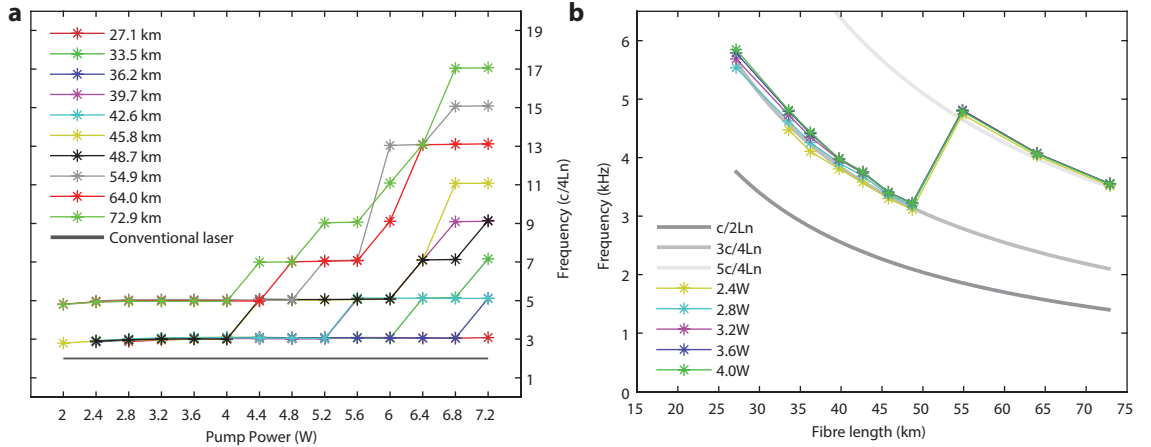 a
27.1 km
33.5 km
36.2 km
39.7 km
42.6 km
45.8 km
48.7 km
54.9 km
64.0 km
72.9 km
Conventional laser
19
17
15
13
11
9
7
5
3
1
Frequency (c/4Ln)
2 2.4 2.8 3.2 3.6 4 4.4 4.8 5.2 5.6 6 6.4 6.8 7.2
Pump Power (W)
b
6
5
4
3
2
1
0
Frequency (kHz)
c/2Ln
3c/4Ln
5c/4Ln
2.4W
2.8W
3.2W
3.6W
4.0W
15 20 25 30 35 40 45 50 55 60 65 70 75
Fibre length (km)